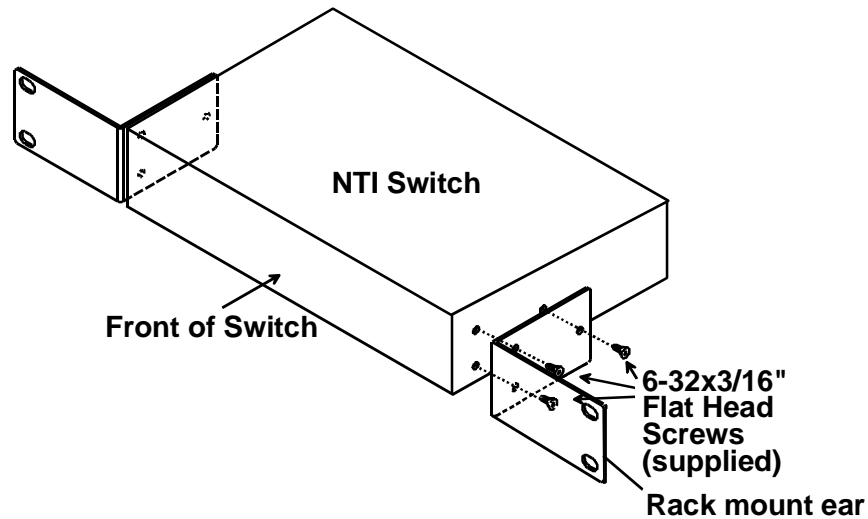 NTI Switch
Front of Switch
6-32x3/16"
Flat Head
Screws
(supplied)
Rack mount ear